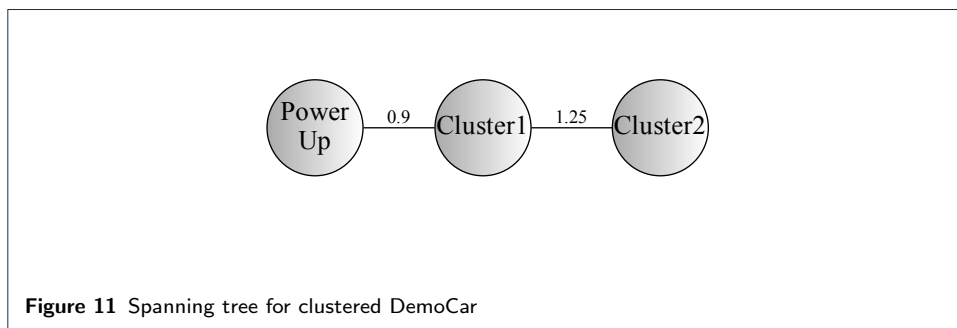 Power
Up
0.9
Cluster1
1.25
Cluster2
Figure 11 Spanning tree for clustered DemoCar